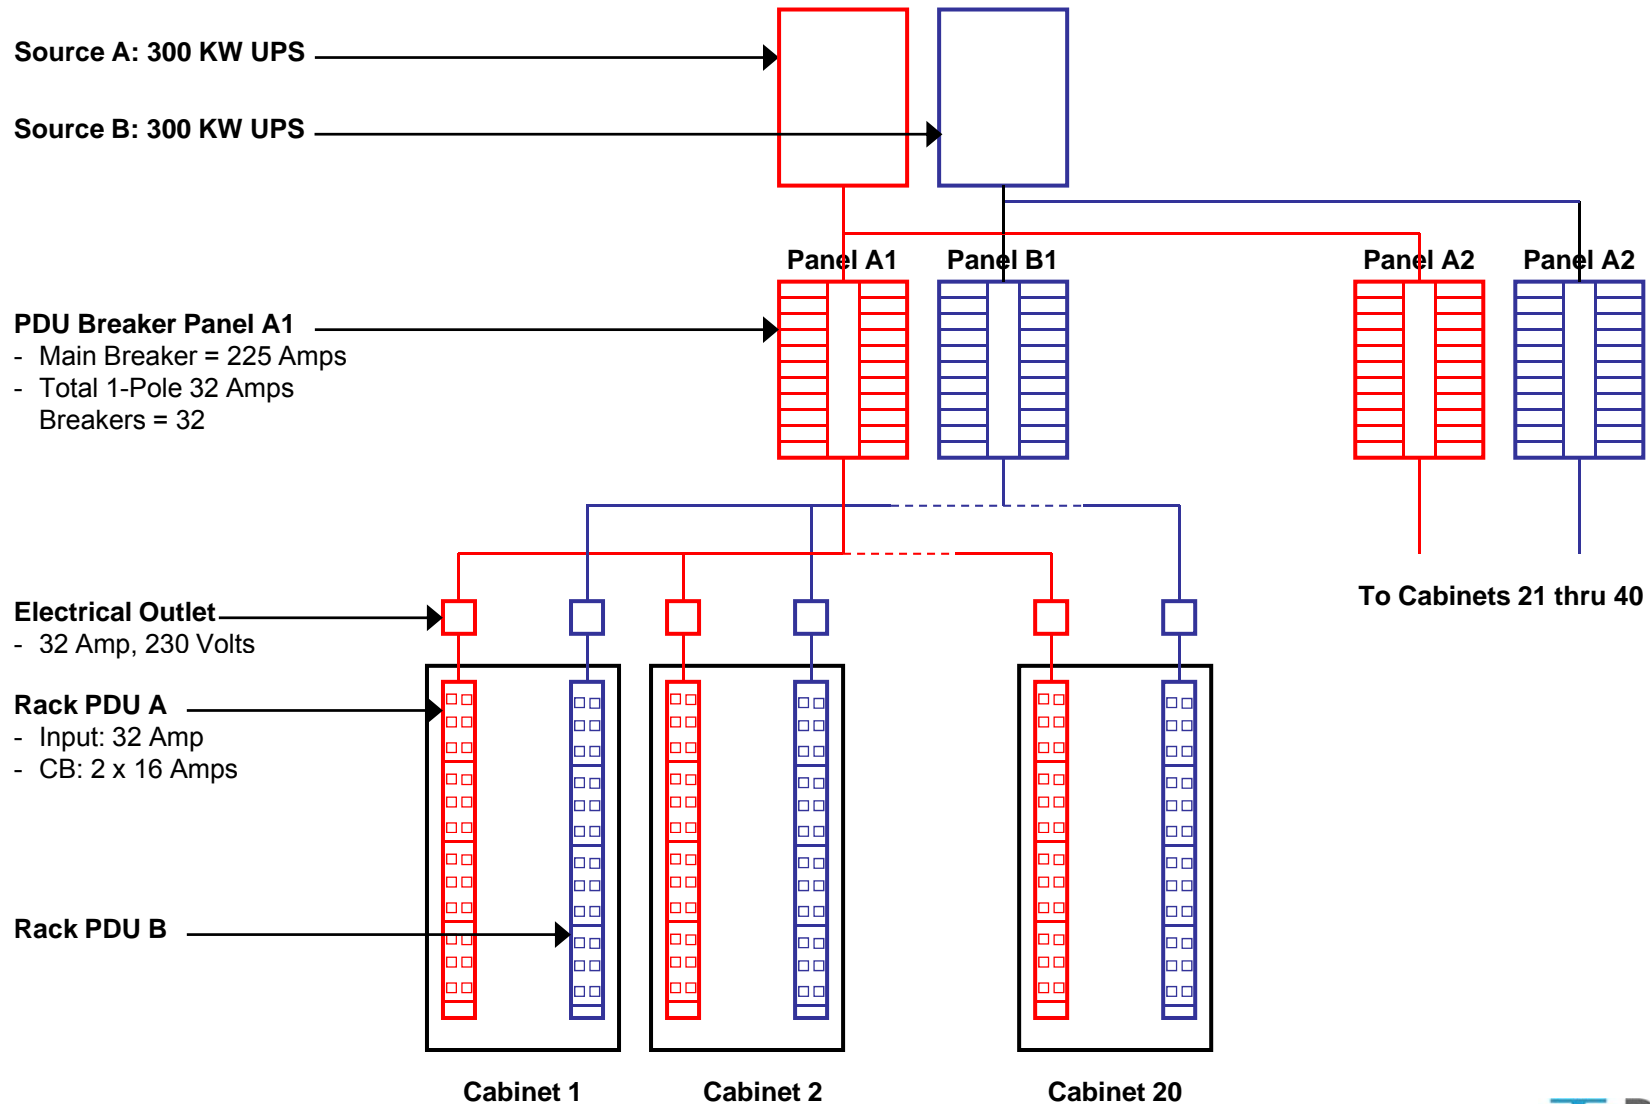 Source A: 300 KW UPS
Source B: 300 KW UPS
Panel A1
Panel B1
Panel A2
Panel A2
PDU Breaker Panel A1
- Main Breaker = 225 Amps
- Total 1-Pole 32 Amps
Breakers = 32
Electrical Outlet
- 32 Amp, 230 Volts
To Cabinets 21 thru 40
Rack PDU A
- Input: 32 Amp
- CB: 2 x 16 Amps
Rack PDU B
Cabinet 1
Cabinet 2
Cabinet 20